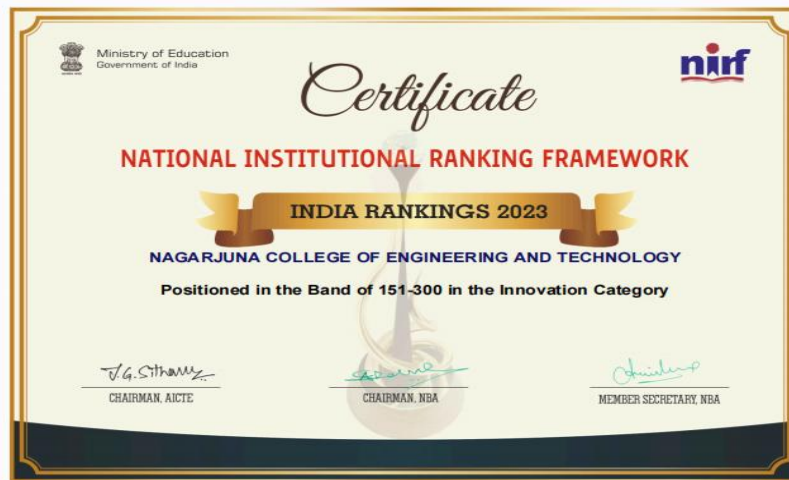 Ministry of Education
Government of India
nirf
Certificate
NATIONAL INSTITUTIONAL RANKING FRAMEWORK
INDIA RANKINGS 2023
NAGARJUNA COLLEGE OF ENGINEERING AND TECHNOLOGY
Positioned in the Band of 151-300 in the Innovation Category
CHAIRMAN, AICTE
CHAIRMAN, NBA
MEMBER SECRETARY, NBA